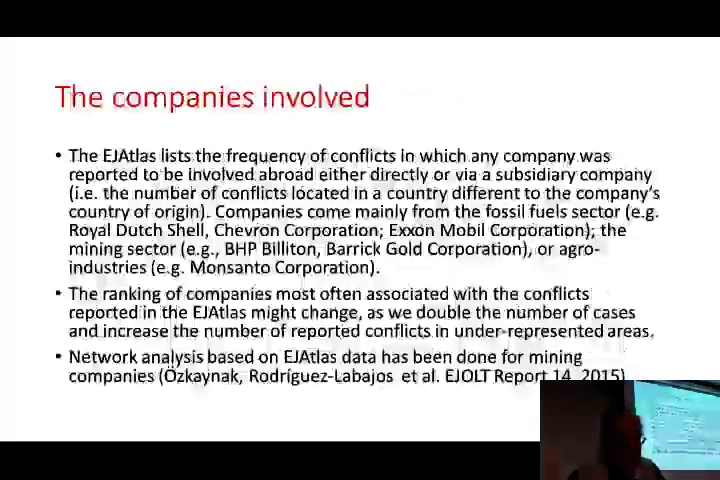 The companies involved
• The EJAtlas lists the frequency of conflicts in which any company was
reported to be involved abroad either directly or via a subsidiary company
(i.e. the number of conflicts located in a country different to the company's
country of origin). Companies come mainly from the fossil fuels sector (e.g.
Royal Dutch Shell, Chevron Corporation; Exxon Mobil Corporation); the
mining sector (e.g., BHP Billiton, Barrick Gold Corporation), or agro-
industries (e.g. Monsanto Corporation).
• The ranking of companies most often associated with the conflicts
reported in the EJAtlas might change, as we double the number of cases
and increase the number of reported conflicts in under-represented areas.
• Network analysis based on EJAtlas data has been done for mining
companies (Özkaynak, Rodríguez-Labajos et al. EJOLT Report 14, 2015)